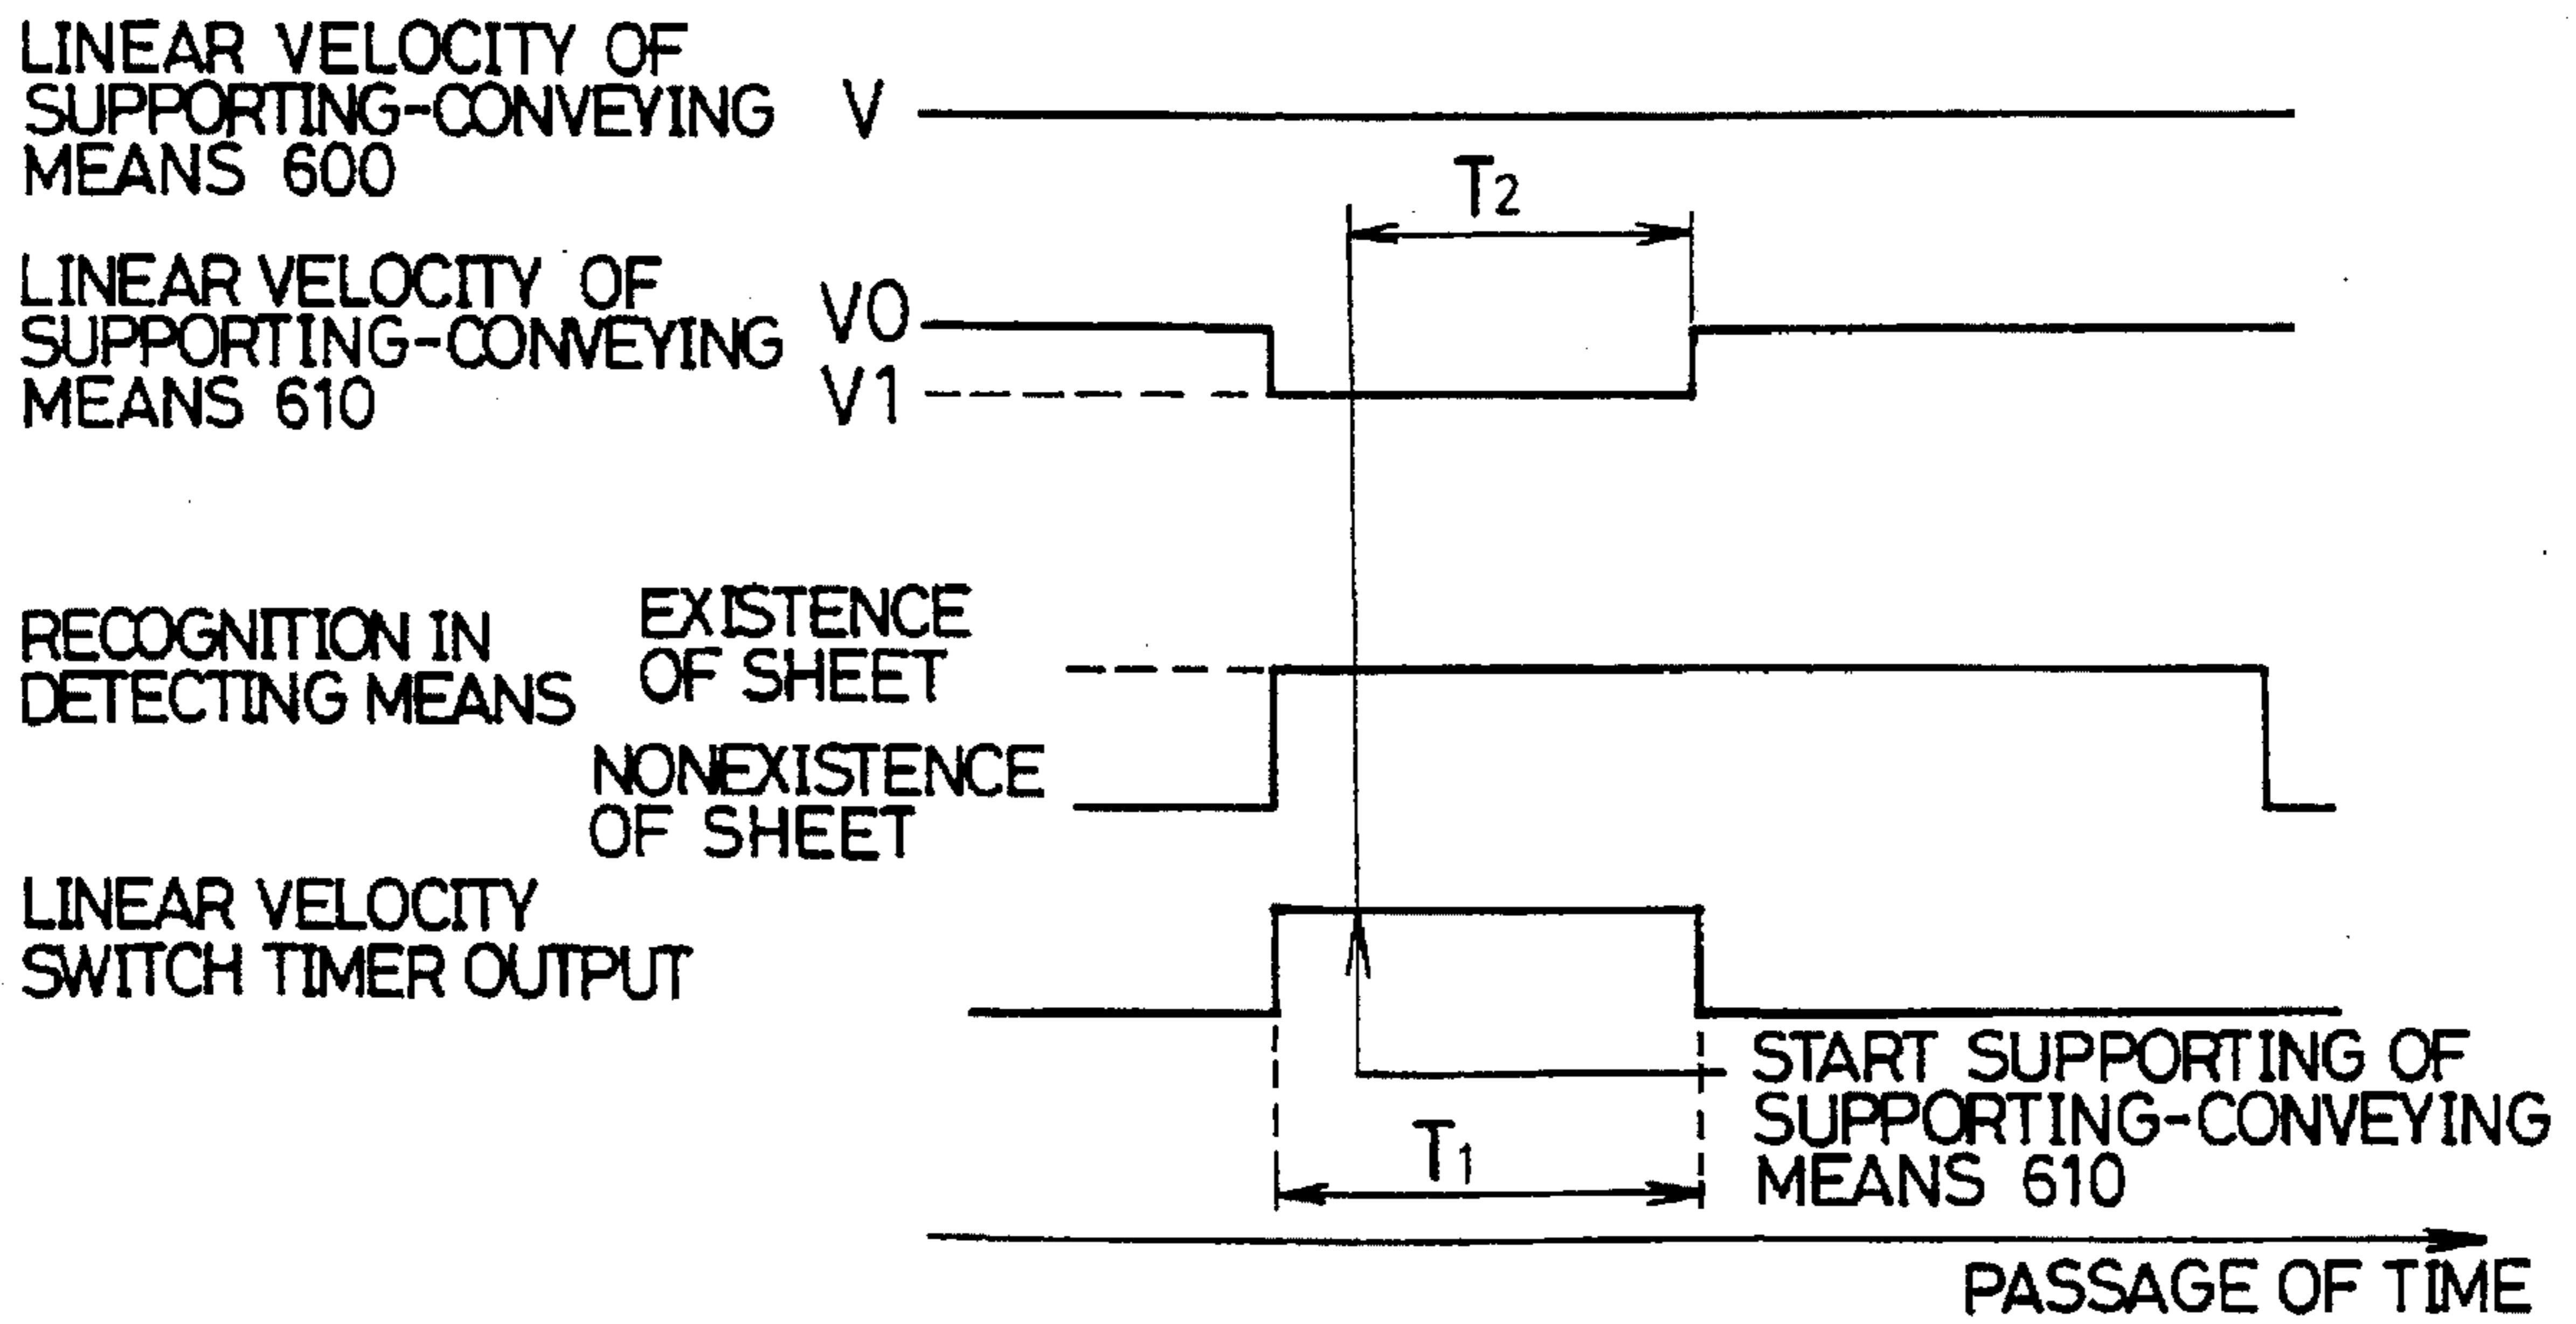 LINEAR VELOCITY OF
SUPPORTING-CONVEYING
MEANS 600
V
T2
LINEAR VELOCITY OF
SUPPORTING-CONVEYING
MEANS 610
V0
V1
RECOGNITION IN
DETECTING MEANS
EXISTENCE
OF SHEET
NONEXISTENCE
OF SHEET
LINEAR VELOCITY
SWITCH TIMER OUTPUT
START SUPPORTING OF
SUPPORTING-CONVEYING
MEANS 610
T1
PASSAGE OF TIME